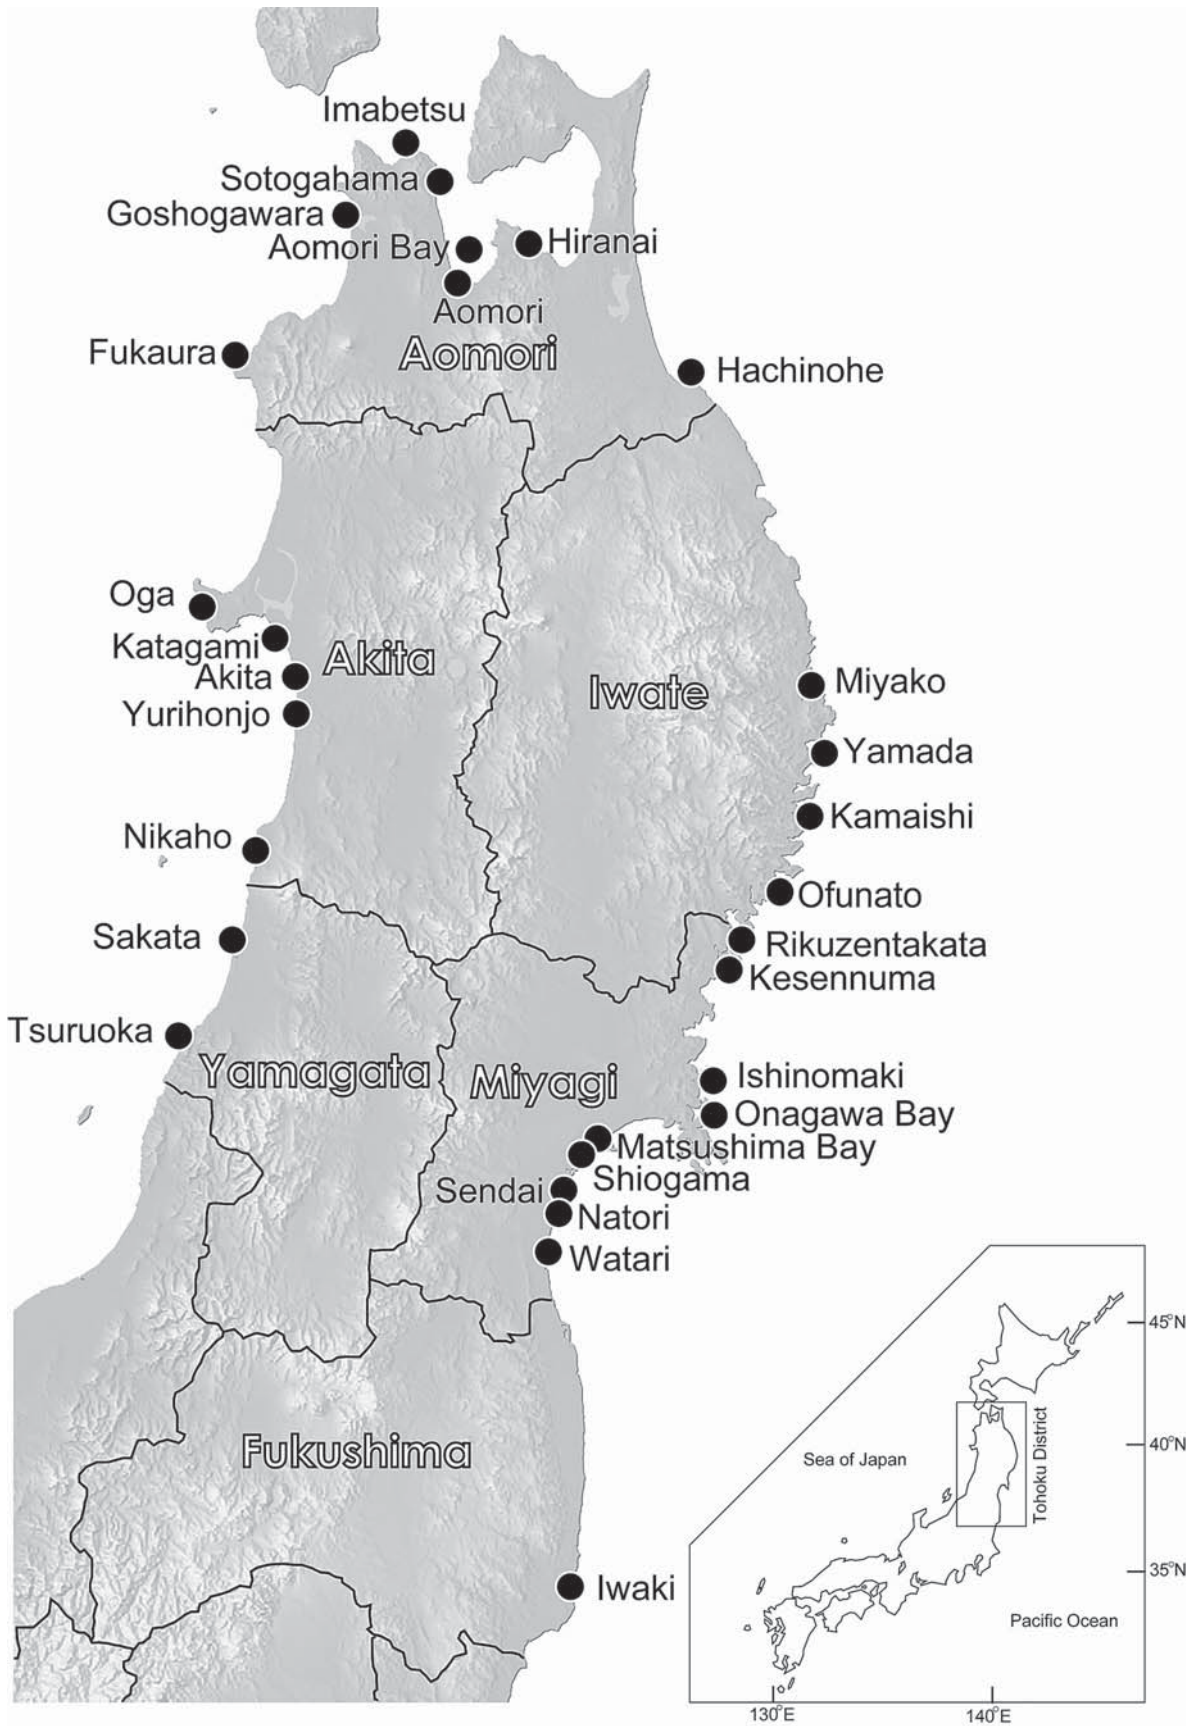 Imabetsu
Sotogahama
Goshogawara
Aomori Bay
Hiranai
Aomori
Aomori
Fukaura
Hachinohe
Oga
Katagami
Akita
Akita
Iwate
Miyako
Yurihonjo
Yamada
Kamaishi
Nikaho
Ofunato
Sakata
Rikuzentakata
Kesennuma
Tsuruoka
Yamagata
Miyagi
Ishinomaki
Onagawa Bay
Matsushima Bay
Shiogama
Sendai
Natori
Watari
Fukushima
Iwaki
45°N
40°N
35°N
Sea of Japan
Tohoku District
Pacific Ocean
130°E
140°E